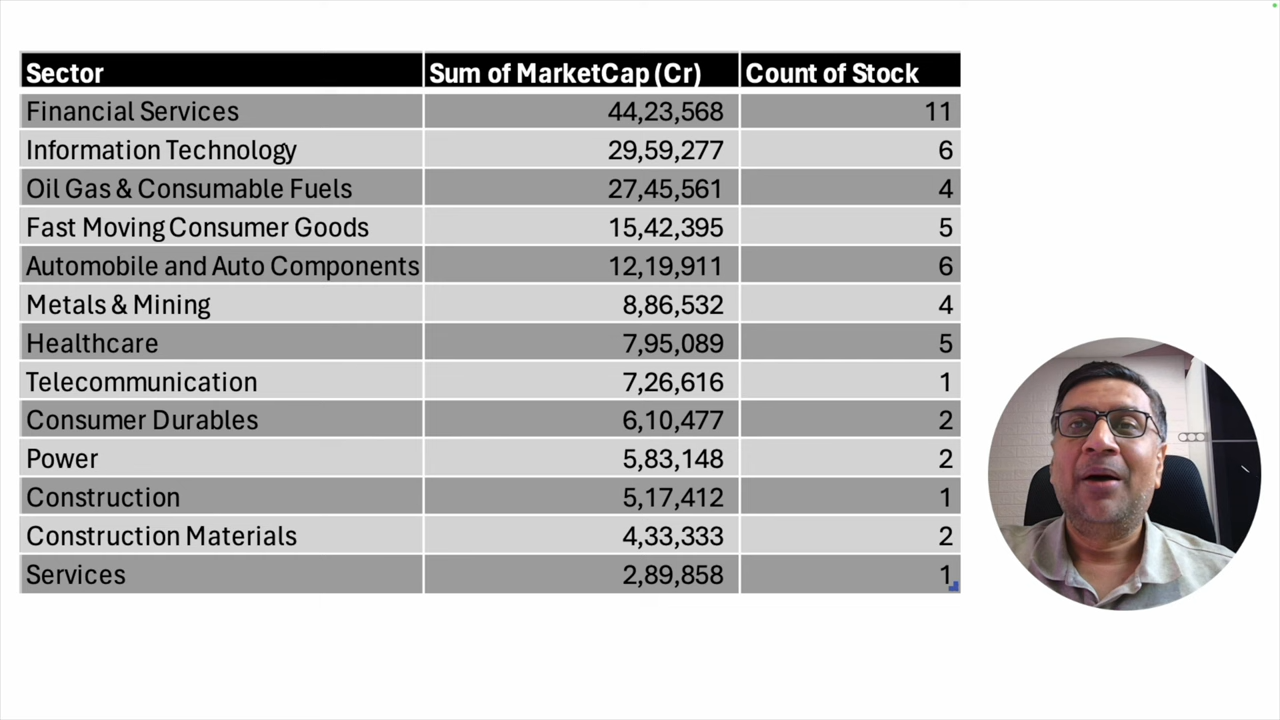 Sector Sum of MarketCap (Cr) Count of Stock
Financial Services 44,23,568 11
Information Technology 29,59,277 6
Oil Gas & Consumable Fuels 27,45,561 4
Fast Moving Consumer Goods 15,42,395 5
Automobile and Auto Components 12,19,911 6
Metals & Mining 8,86,532 4
Healthcare 7,95,089 5
Telecommunication 7,26,616 1
Consumer Durables 6,10,477 2
Power 5,83,148 2
Construction 5,17,412 1
Construction Materials 4,33,333 2
Services 2,89,858 1